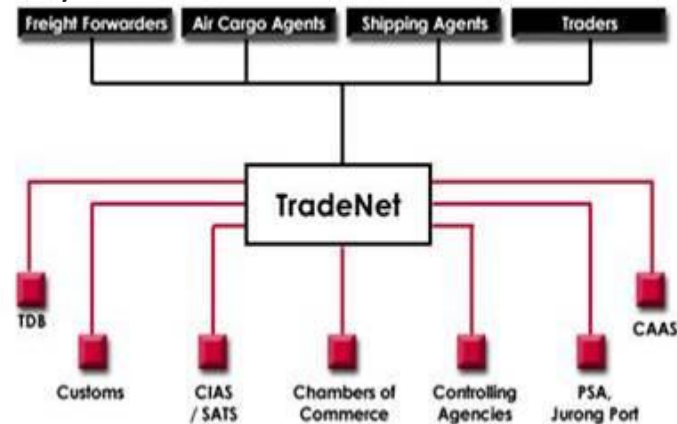 Freight Forwarders
Air Cargo Agents
Shipping Agents
Traders
TradeNet
TDB
CAAS
Customs
CIAS
/ SATS
Chambers of
Commerce
Controlling
Agencies
PSA,
Jurong Port